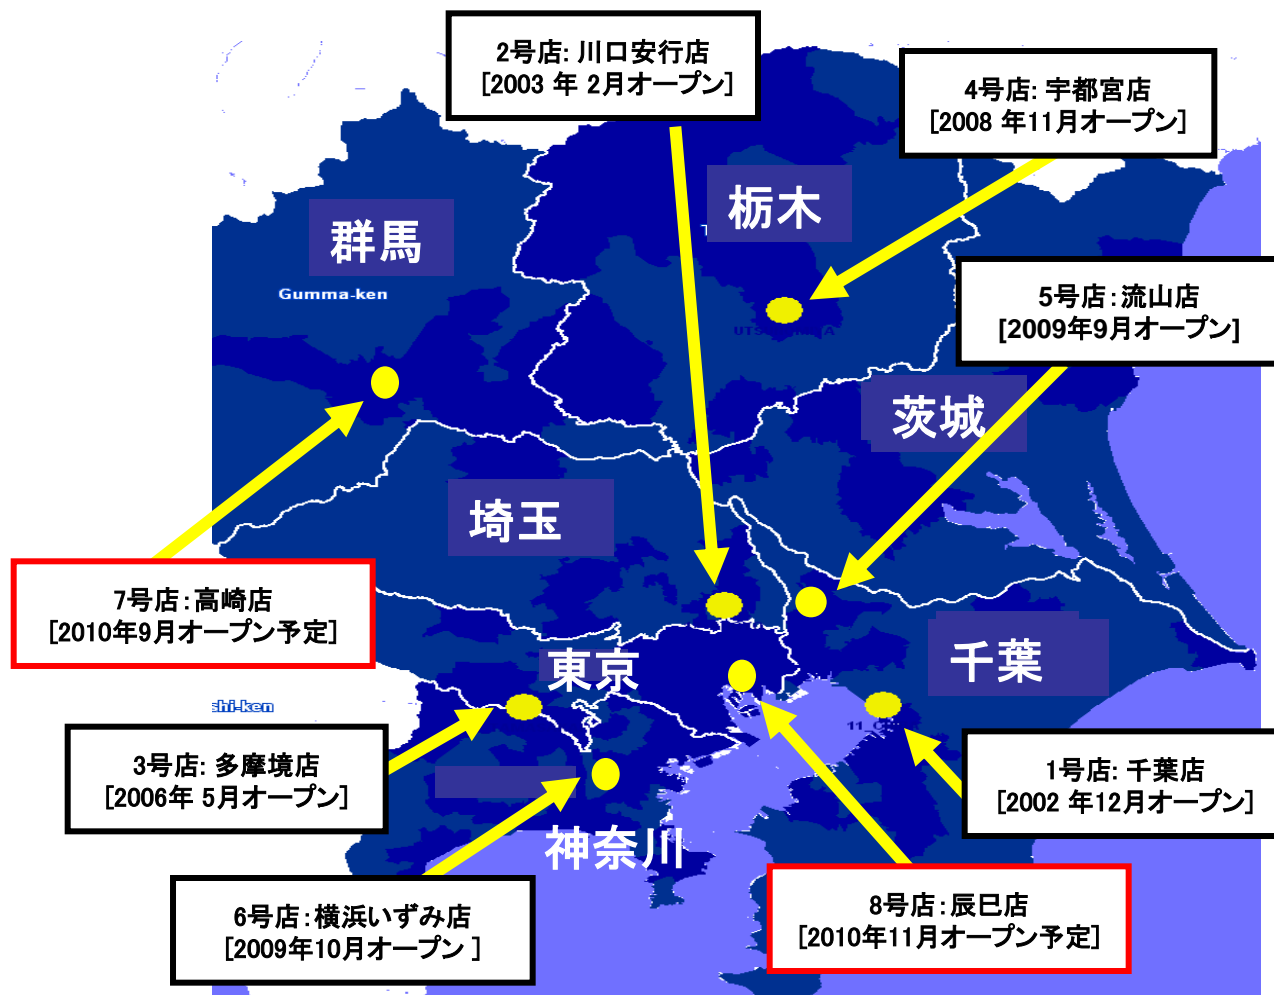 2号店: 川口安行店
[2003 年 2月オープン]
4号店: 宇都宮店
[2008 年11月オープン]
栃木
群馬
Gumma-ken
5号店：流山店
[2009年9月オープン]
茨城
埼玉
7号店：高崎店
[2010年9月オープン予定]
東京
千葉
shi-ken
3号店: 多摩境店
[2006年 5月オープン]
1号店: 千葉店
[2002 年12月オープン]
神奈川
6号店：横浜いずみ店
[2009年10月オープン ]
8号店：辰巳店
[2010年11月オープン予定]